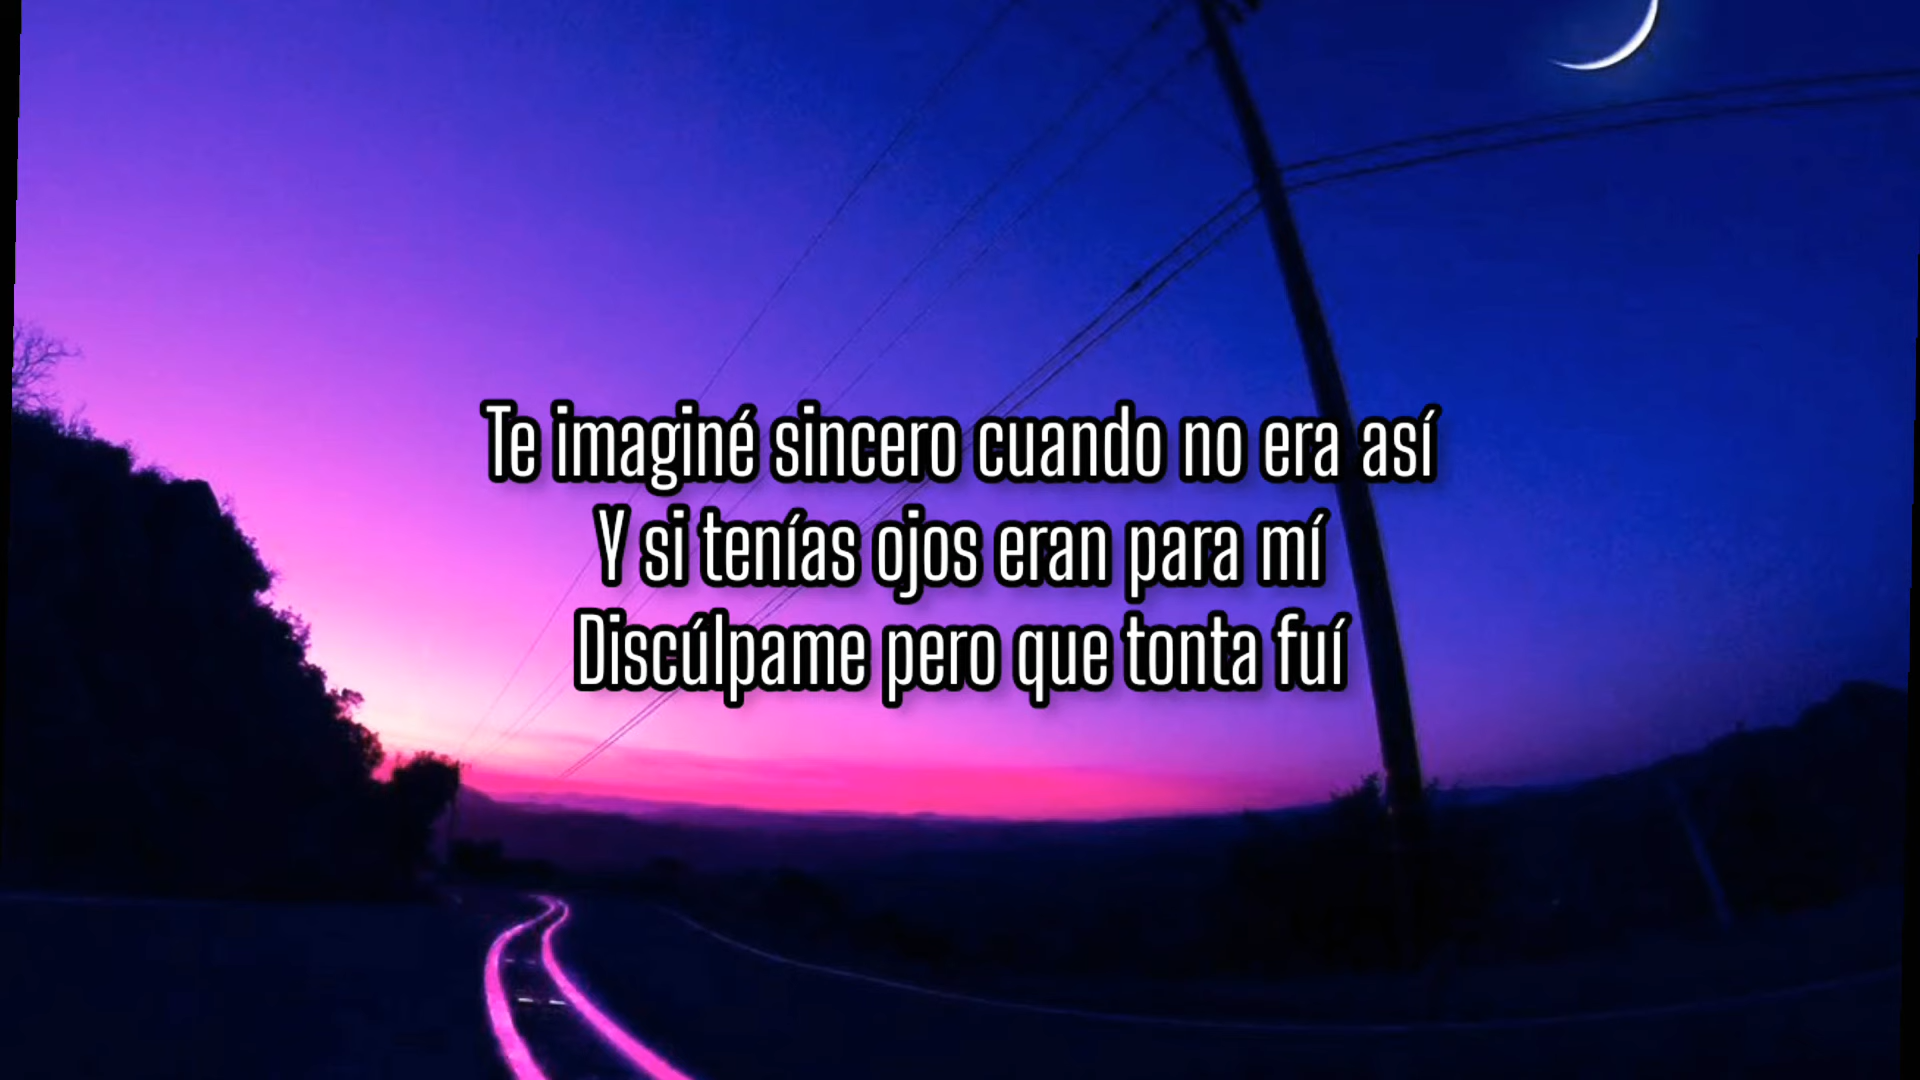 Te imaginé sincero cuando no era así
Y si tenías ojos eran para mí
Discúlpame pero que tonta fuí